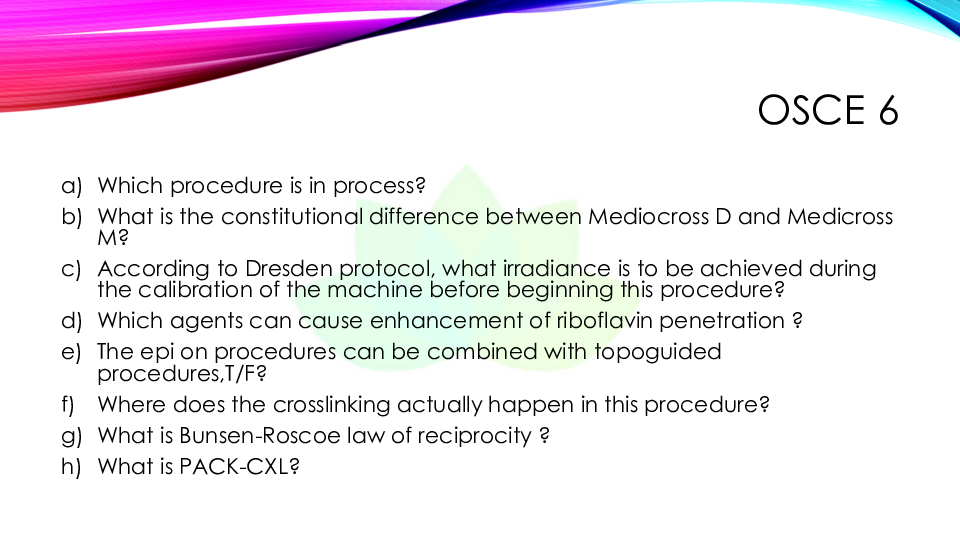 OSCE 6
a) Which procedure is in process?
b) What is the constitutional difference between Mediocross D and Medicross
M?
c) According to Dresden protocol, what irradiance is to be achieved during
the calibration of the machine before beginning this procedure?
d) Which agents can cause enhancement of riboflavin penetration ?
e) The epi on procedures can be combined with topoguided
procedures,T/F?
f) Where does the crosslinking actually happen in this procedure?
g) What is Bunsen-Roscoe law of reciprocity ?
h) What is PACK-CXL?